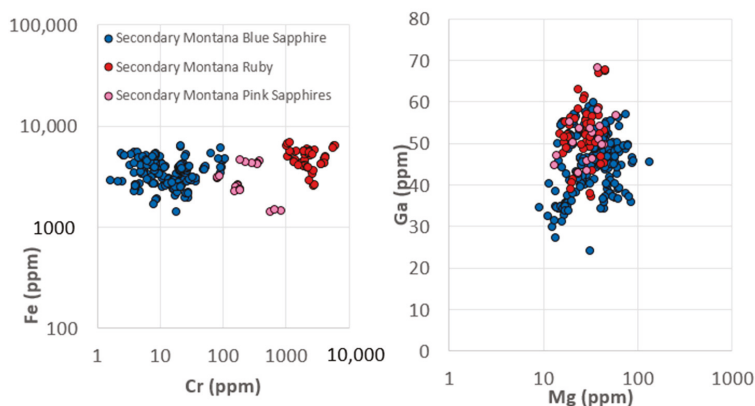 100,000
10,000
1000
100
Fe (ppm)
Secondary Montana Blue Sapphire
Secondary Montana Ruby
Secondary Montana Pink Sapphires
1 10 100 1000 10,000
Cr (ppm)
80
70
60
50
40
30
20
10
0
Ga (ppm)
1 10 100 1000
Mg (ppm)